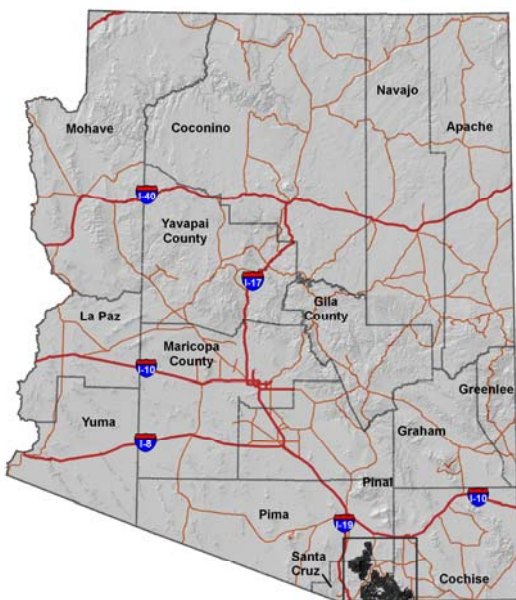 Navajo
Mohave
Coconino
Apache
I-40
Yavapai
County
I-17
La Paz
Gila
County
Maricopa
County
I-10
Greenlee
Yuma
Graham
I-8
Pinal
I-10
Pima
I-19
Santa
Cruz
Cochise